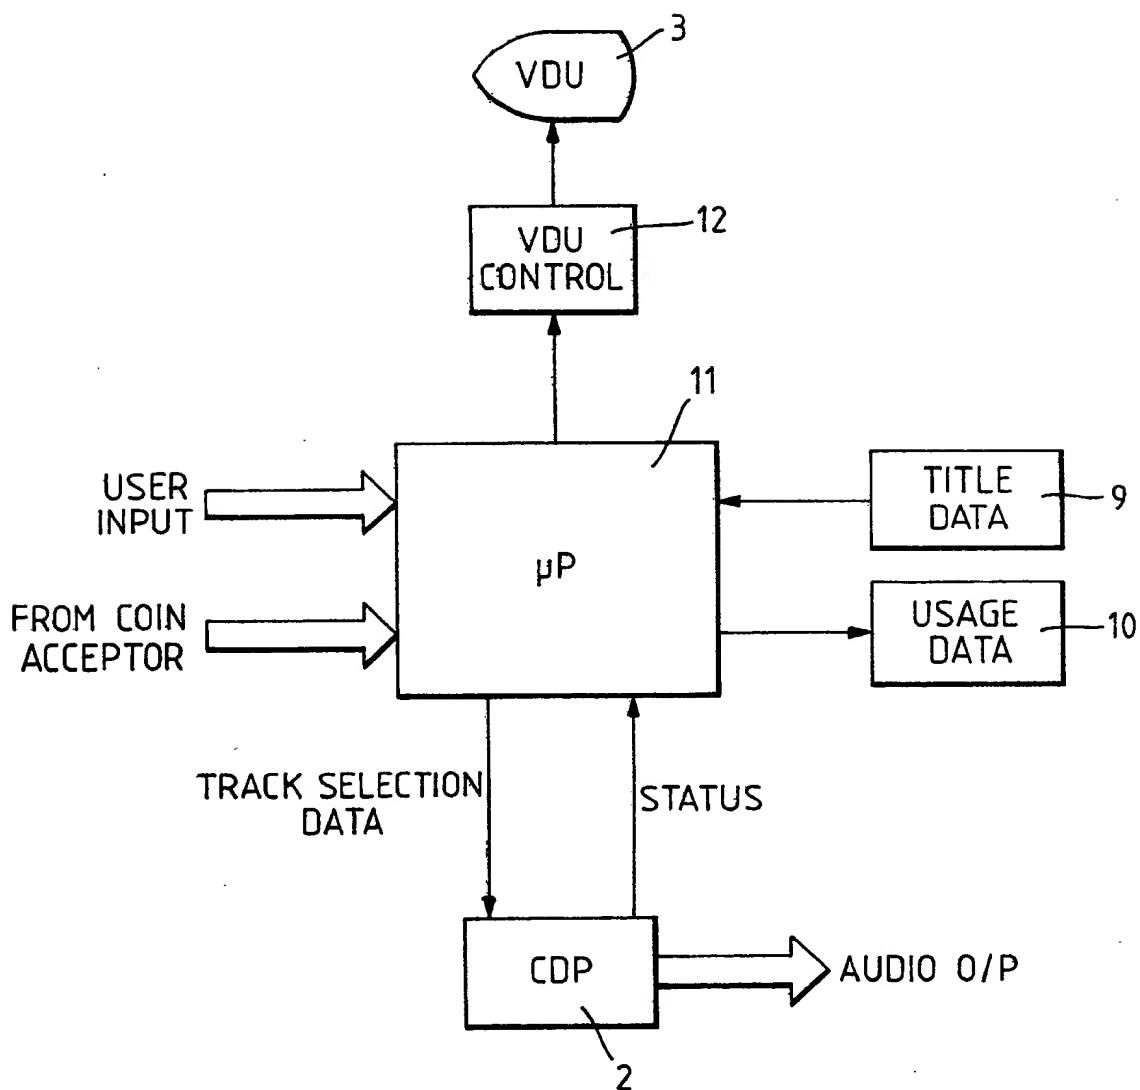 3
VDU
12
VDU
CONTROL
11
USER
INPUT
TITLE
DATA
9
µP
FROM COIN
ACCEPTOR
USAGE
DATA
10
TRACK SELECTION
DATA
STATUS
CDP
AUDIO O/P
2